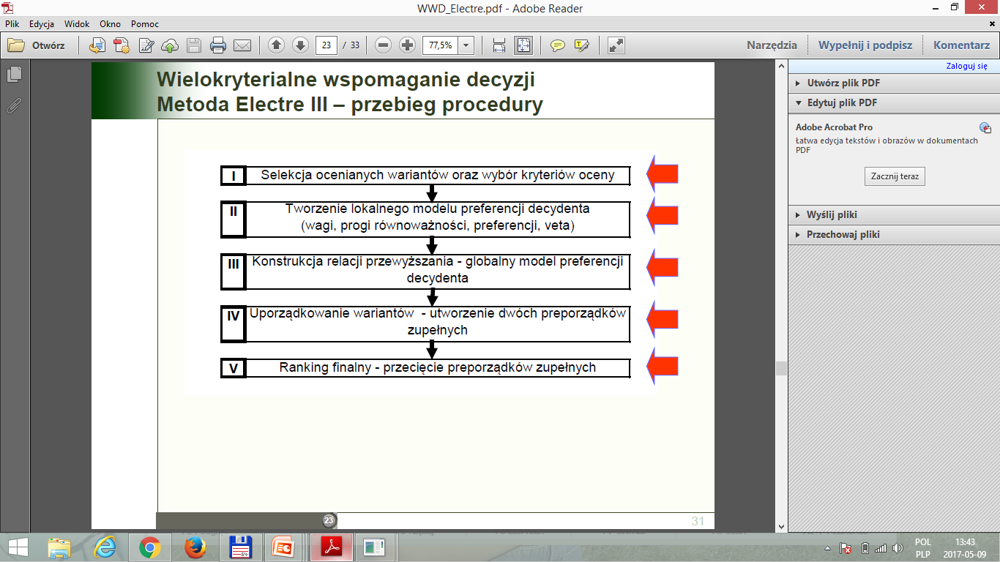 WWD_Electre.pdf - Adobe Reader
Plik Edycja Widok Okno Pomoc
Otwórz 23 / 33 77,5% Narzędzia Wypełnij i podpisz Komentarz
Zaloguj się
Wielokryterialne wspomaganie decyzji
Metoda Electre III – przebieg procedury
I Selekcja ocenianych wariantów oraz wybór kryteriów oceny
II Tworzenie lokalnego modelu preferencji decydenta
(wagi, progi równoważności, preferencji, veta)
III Konstrukcja relacji przewyższania - globalny model preferencji
decydenta
IV Uporządkowanie wariantów - utworzenie dwóch preporządków
zupełnych
V Ranking finalny - przecięcie preporządków zupełnych
23 31
Utwórz plik PDF
Edytuj plik PDF
Adobe Acrobat Pro
Łatwa edycja tekstów i obrazów w dokumentach
PDF
Zacznij teraz
Wyślij pliki
Przechowaj pliki
64
POL 13:43
PLP 2017-05-09